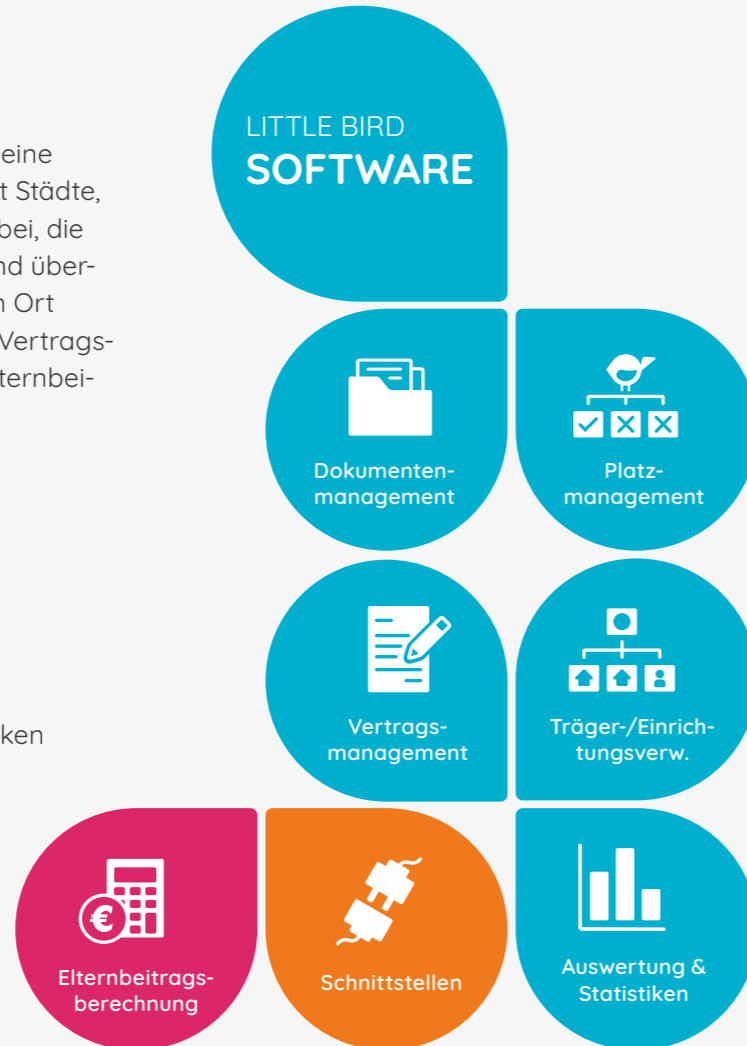 eine
t Städte,
bei, die
nd über-
n Ort
Vertrags-
ternbei-
ken
LITTLE BIRD
SOFTWARE
Dokumenten-
management
Platz-
management
Vertrags-
management
Träger-/Einrich-
tungsverw.
€
Elternbeitrags-
berechnung
Schnittstellen
Auswertung &
Statistiken